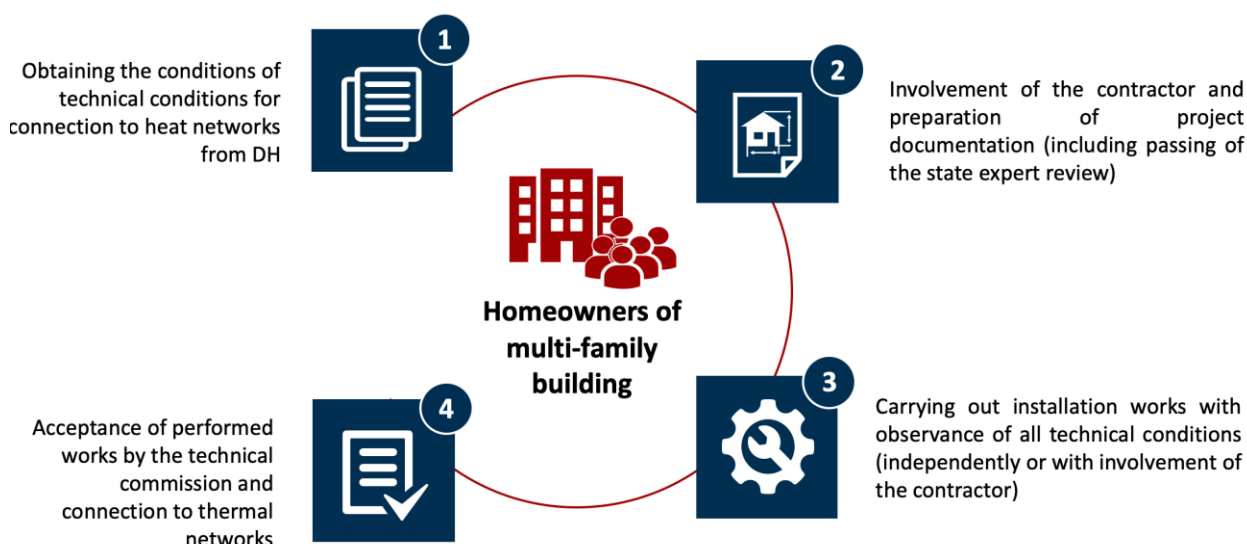 1
Obtaining the conditions of
technical conditions for
connection to heat networks
from DH
2
Involvement of the contractor and
preparation of project
documentation (including passing of
the state expert review)
Homeowners of
multi-family
building
3
Carrying out installation works with
observance of all technical conditions
(independently or with involvement of
the contractor)
4
Acceptance of performed
works by the technical
commission and
connection to thermal
networks